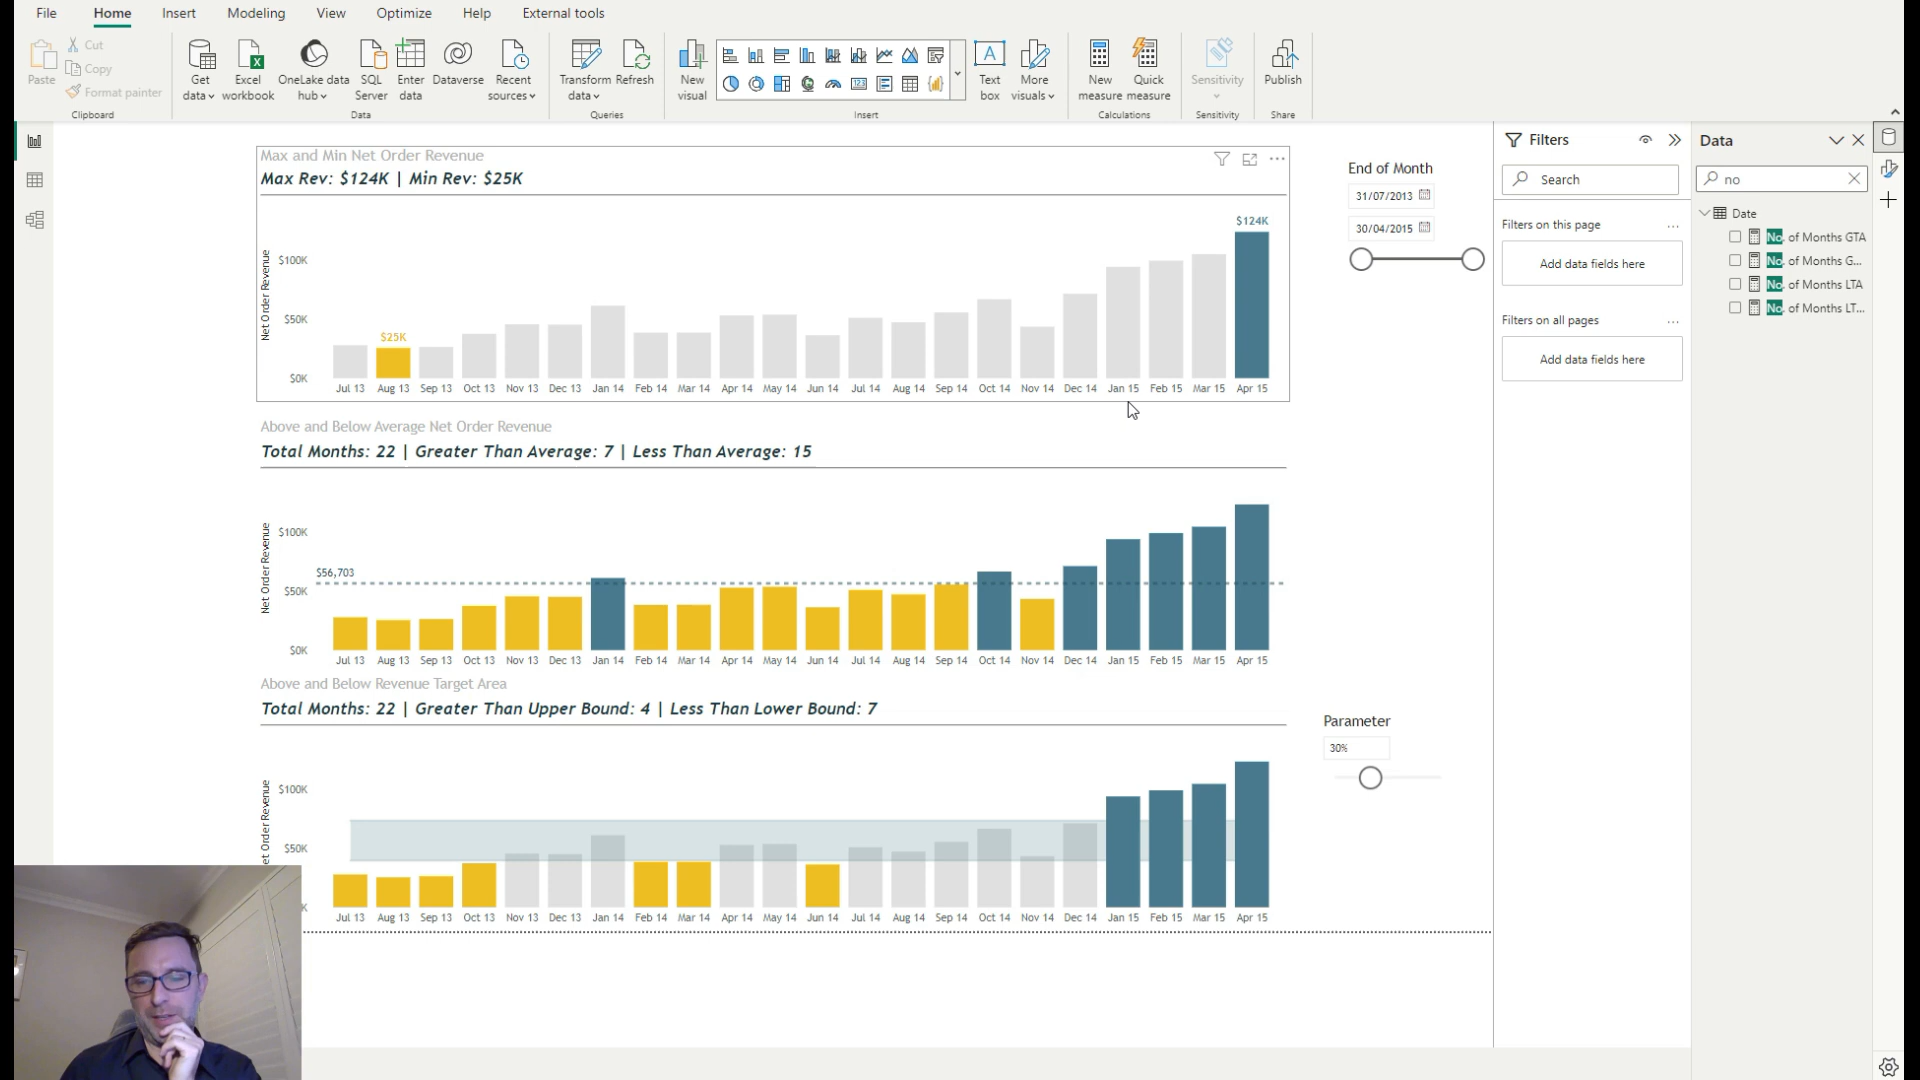 File Home Insert Modeling View Optimize Help External tools
Paste
Cut
Copy
Format painter
Clipboard
Get data
Excel workbook
OneLake data hub
SQL Server
Enter data
Dataverse
Recent sources
Data
Transform data
Refresh
Queries
New visual
Text box
More visuals
Insert
New measure
Quick measure
Calculations
Sensitivity
Sensitivity
Publish
Share
Max and Min Net Order Revenue
Max Rev: $124K | Min Rev: $25K
Net Order Revenue
$100K
$50K
$0K
$25K
$124K
Jul 13 Aug 13 Sep 13 Oct 13 Nov 13 Dec 13 Jan 14 Feb 14 Mar 14 Apr 14 May 14 Jun 14 Jul 14 Aug 14 Sep 14 Oct 14 Nov 14 Dec 14 Jan 15 Feb 15 Mar 15 Apr 15
Above and Below Average Net Order Revenue
Total Months: 22 | Greater Than Average: 7 | Less Than Average: 15
Net Order Revenue
$100K
$56,703
$50K
$0K
Jul 13 Aug 13 Sep 13 Oct 13 Nov 13 Dec 13 Jan 14 Feb 14 Mar 14 Apr 14 May 14 Jun 14 Jul 14 Aug 14 Sep 14 Oct 14 Nov 14 Dec 14 Jan 15 Feb 15 Mar 15 Apr 15
Above and Below Revenue Target Area
Total Months: 22 | Greater Than Upper Bound: 4 | Less Than Lower Bound: 7
et Order Revenue
$100K
$50K
K
Jul 13 Aug 13 Sep 13 Oct 13 Nov 13 Dec 13 Jan 14 Feb 14 Mar 14 Apr 14 May 14 Jun 14 Jul 14 Aug 14 Sep 14 Oct 14 Nov 14 Dec 14 Jan 15 Feb 15 Mar 15 Apr 15
End of Month
31/07/2013
30/04/2015
Parameter
30%
Filters
Search
Filters on this page ...
Add data fields here
Filters on all pages ...
Add data fields here
Data
no
Date
No. of Months GTA
No. of Months G...
No. of Months LTA
No. of Months LT...